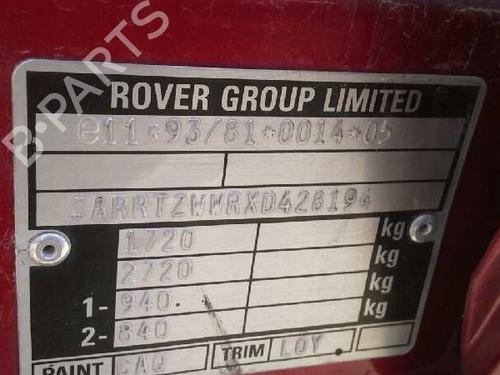 B-PARTS
ROVER GROUP LIMITED
e11*93/81*0014*05
SARRTZWWRXD428194
1720 kg
2720 kg
1- 940 kg
2- 840 kg
PAINT CAQ TRIM LOY.